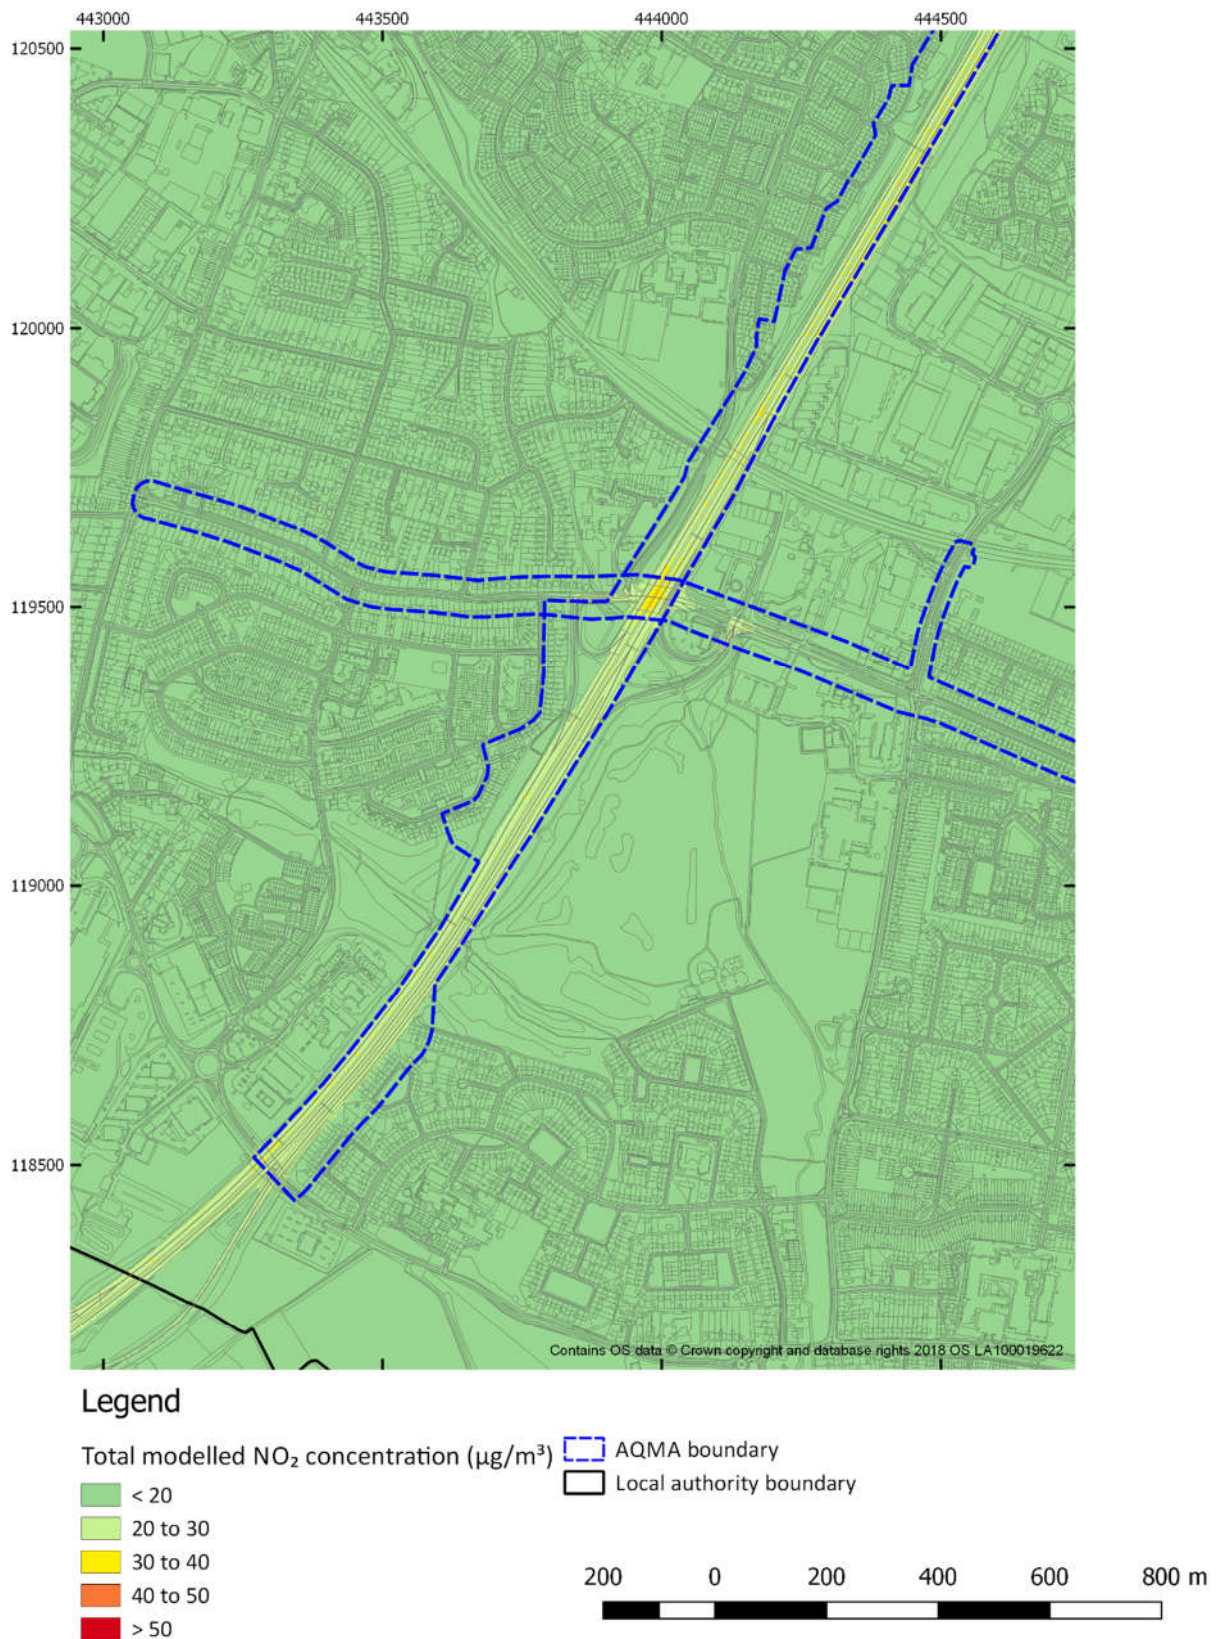 443000 443500 444000 444500
120500
120000
119500
119000
118500
Contains OS data © Crown copyright and database rights 2018 OS LA100019622
Legend
Total modelled NO₂ concentration (µg/m³)
< 20
20 to 30
30 to 40
40 to 50
> 50
AQMA boundary
Local authority boundary
200 0 200 400 600 800 m